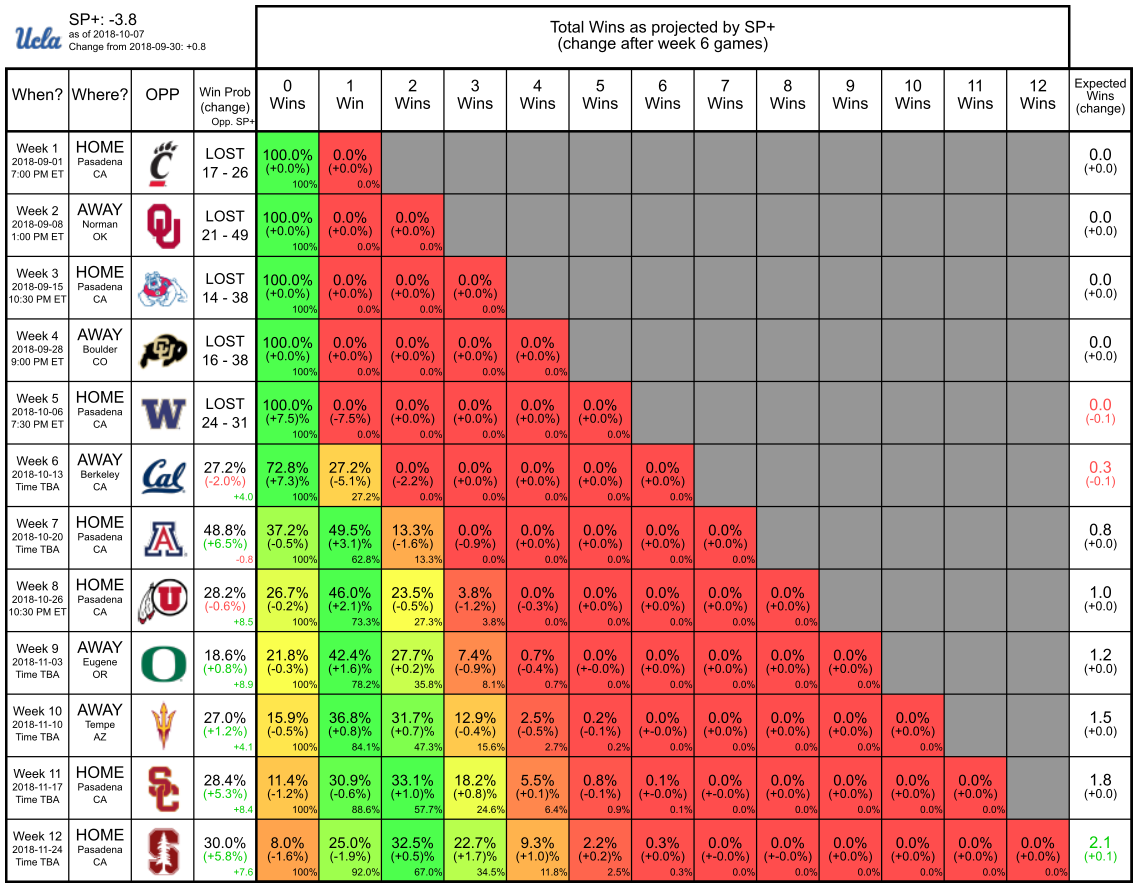 Ucla
SP+: -3.8
as of 2018-10-07
Change from 2018-09-30: +0.8
Total Wins as projected by SP+
(change after week 6 games)
When? Where? OPP Win Prob (change) Opp. SP+ 0 Wins 1 Win 2 Wins 3 Wins 4 Wins 5 Wins 6 Wins 7 Wins 8 Wins 9 Wins 10 Wins 11 Wins 12 Wins Expected Wins (change)
Week 1 HOME C LOST 100.0% 0.0% 0.0
2018-09-01 Pasadena 17 - 26 (+0.0%) (+0.0%) (+0.0)
7:00 PM ET CA 100% 0.0%
Week 2 AWAY OU LOST 100.0% 0.0% 0.0% 0.0
2018-09-08 Norman 21 - 49 (+0.0%) (+0.0%) (+0.0%) (+0.0)
1:00 PM ET OK 100% 0.0% 0.0%
Week 3 HOME LOST 100.0% 0.0% 0.0% 0.0% 0.0
2018-09-15 Pasadena 14 - 38 (+0.0%) (+0.0%) (+0.0%) (+0.0%) (+0.0)
10:30 PM ET CA 100% 0.0% 0.0% 0.0%
Week 4 AWAY CU LOST 100.0% 0.0% 0.0% 0.0% 0.0% 0.0
2018-09-28 Boulder 16 - 38 (+0.0%) (+0.0%) (+0.0%) (+0.0%) (+0.0%) (+0.0)
9:00 PM ET CO 100% 0.0% 0.0% 0.0% 0.0%
Week 5 HOME W LOST 100.0% 0.0% 0.0% 0.0% 0.0% 0.0% 0.0
2018-10-06 Pasadena 24 - 31 (+7.5)% (-7.5%) (+0.0%) (+0.0%) (+0.0%) (+0.0%) (-0.1)
7:30 PM ET CA 100% 0.0% 0.0% 0.0% 0.0% 0.0%
Week 6 AWAY Cal 27.2% 72.8% 27.2% 0.0% 0.0% 0.0% 0.0% 0.0% 0.3
2018-10-13 Berkeley (-2.0%) (+7.3)% (-5.1%) (-2.2%) (+0.0%) (+0.0%) (+0.0%) (+0.0%) (-0.1)
Time TBA CA +4.0 100% 27.2% 0.0% 0.0% 0.0% 0.0% 0.0%
Week 7 HOME A 48.8% 37.2% 49.5% 13.3% 0.0% 0.0% 0.0% 0.0% 0.0% 0.8
2018-10-20 Pasadena (+6.5%) (-0.5%) (+3.1)% (-1.6%) (-0.9%) (+0.0%) (+0.0%) (+0.0%) (+0.0%) (+0.0)
Time TBA CA -0.8 100% 62.8% 13.3% 0.0% 0.0% 0.0% 0.0% 0.0%
Week 8 HOME U 28.2% 26.7% 46.0% 23.5% 3.8% 0.0% 0.0% 0.0% 0.0% 0.0% 1.0
2018-10-26 Pasadena (-0.6%) (-0.2%) (+2.1)% (-0.5%) (-1.2%) (-0.3%) (+0.0%) (+0.0%) (+0.0%) (+0.0%) (+0.0)
10:30 PM ET CA +8.5 100% 73.3% 27.3% 3.8% 0.0% 0.0% 0.0% 0.0% 0.0%
Week 9 AWAY O 18.6% 21.8% 42.4% 27.7% 7.4% 0.7% 0.0% 0.0% 0.0% 0.0% 0.0% 1.2
2018-11-03 Eugene (+0.8%) (-0.3%) (+1.6)% (+0.2)% (-0.9%) (-0.4%) (+-0.0%) (+0.0%) (+0.0%) (+0.0%) (+0.0%) (+0.0)
Time TBA OR +8.9 100% 78.2% 35.8% 8.1% 0.7% 0.0% 0.0% 0.0% 0.0% 0.0%
Week 10 AWAY 27.0% 15.9% 36.8% 31.7% 12.9% 2.5% 0.2% 0.0% 0.0% 0.0% 0.0% 0.0% 1.5
2018-11-10 Tempe (+1.2%) (-0.5%) (+0.8)% (+0.7)% (-0.4%) (-0.5%) (-0.1%) (+-0.0%) (+0.0%) (+0.0%) (+0.0%) (+0.0%) (+0.0)
Time TBA AZ +4.1 100% 84.1% 47.3% 15.6% 2.7% 0.2% 0.0% 0.0% 0.0% 0.0% 0.0%
Week 11 HOME SC 28.4% 11.4% 30.9% 33.1% 18.2% 5.5% 0.8% 0.1% 0.0% 0.0% 0.0% 0.0% 0.0% 1.8
2018-11-17 Pasadena (+5.3%) (-1.2%) (-0.6%) (+1.0)% (+0.8)% (+0.1)% (-0.1%) (+-0.0%) (+-0.0%) (+0.0%) (+0.0%) (+0.0%) (+0.0%) (+0.0)
Time TBA CA +8.4 100% 88.6% 57.7% 24.6% 6.4% 0.9% 0.1% 0.0% 0.0% 0.0% 0.0% 0.0%
Week 12 HOME S 30.0% 8.0% 25.0% 32.5% 22.7% 9.3% 2.2% 0.3% 0.0% 0.0% 0.0% 0.0% 0.0% 0.0% 2.1
2018-11-24 Pasadena (+5.8%) (-1.6%) (-1.9%) (+0.5)% (+1.7)% (+1.0)% (+0.2)% (+0.0%) (+-0.0%) (+-0.0%) (+0.0%) (+0.0%) (+0.0%) (+0.0%) (+0.1)
Time TBA CA +7.6 100% 92.0% 67.0% 34.5% 11.8% 2.5% 0.3% 0.0% 0.0% 0.0% 0.0% 0.0% 0.0%